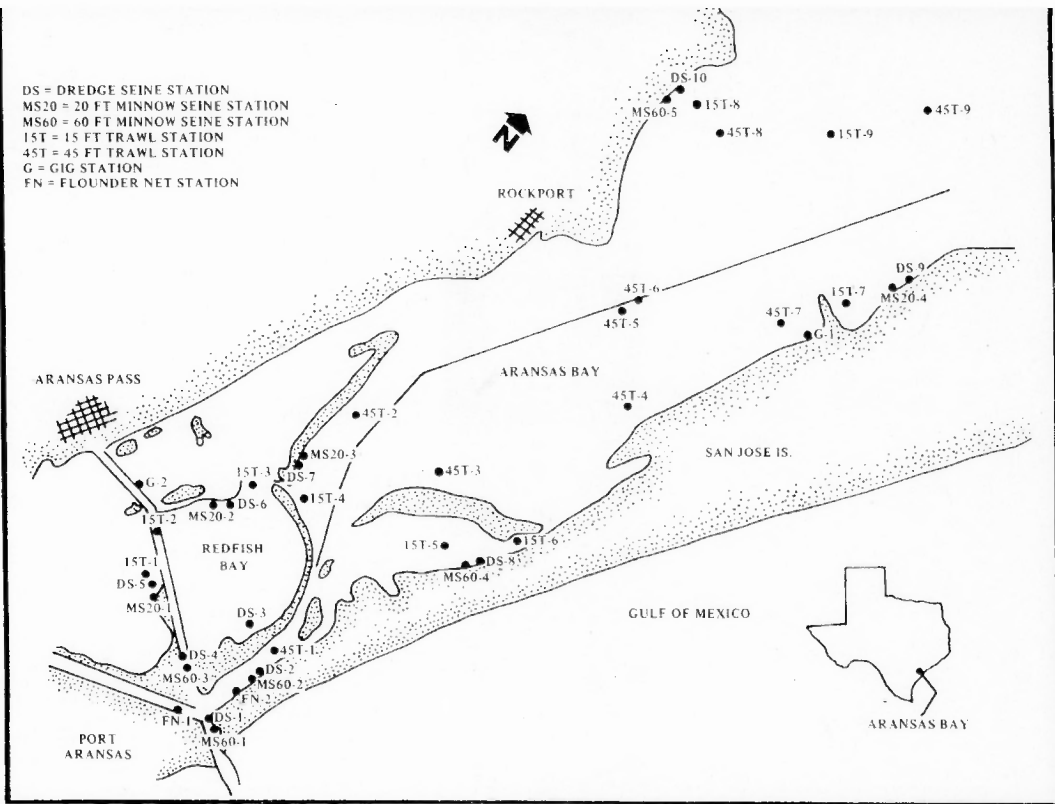 DS = DREDGE SEINE STATION
MS20 = 20 FT MINNOW SEINE STATION
MS60 = 60 FT MINNOW SEINE STATION
15T = 15 FT TRAWL STATION
45T = 45 FT TRAWL STATION
G = GIG STATION
FN = FLOUNDER NET STATION
N
DS-10
MS60-5
15T-8
45T-8
15T-9
45T-9
ROCKPORT
DS-9
MS20-4
15T-7
45T-6
45T-5
45T-7
G-1
ARANSAS PASS
ARANSAS BAY
45T-4
45T-2
SAN JOSE IS.
MS20-3
DS-7
15T-3
45T-3
G-2
15T-4
MS20-2
DS-6
15T-2
REDFISH
BAY
15T-5
15T-6
DS-8
MS60-4
15T-1
DS-5
MS20-1
DS-3
GULF OF MEXICO
45T-1
DS-4
MS60-3
DS-2
MS60-2
FN-2
FN-1
DS-1
MS60-1
PORT
ARANSAS
ARANSAS BAY